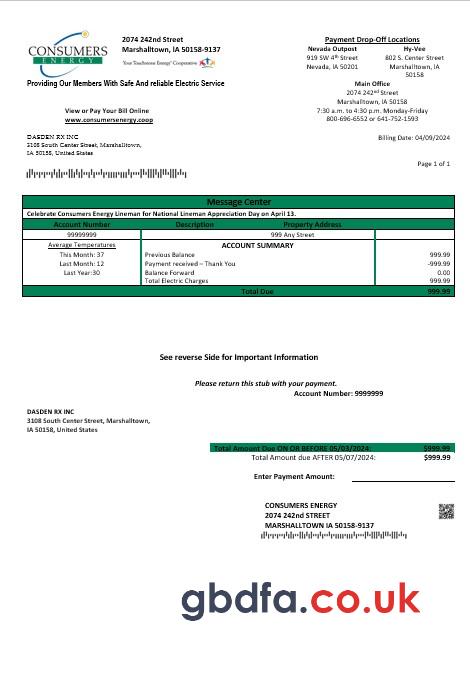 CONSUMERS
ENERGY
2074 242nd Street
Marshalltown, IA 50158-9137
Your Touchstone Energy® Cooperative
Providing Our Members With Safe And reliable Electric Service
Payment Drop-Off Locations
Nevada Outpost
919 SW 4th Street
Nevada, IA 50201
Hy-Vee
802 S. Center Street
Marshalltown, IA
50158
Main Office
2074 242nd Street
Marshalltown, IA 50158
7:30 a.m. to 4:30 p.m. Monday-Friday
800-696-6552 or 641-752-1593
View or Pay Your Bill Online
www.consumersenergy.coop
DASDEN RX INC
3108 South Center Street, Marshalltown,
IA 50158, United States
Billing Date: 04/09/2024
Page 1 of 1
Message Center
Celebrate Consumers Energy Lineman for National Lineman Appreciation Day on April 13.
Account Number Description Property Address
99999999 999 Any Street
Average Temperatures
This Month: 37
Last Month: 12
Last Year:30
ACCOUNT SUMMARY
Previous Balance 999.99
Payment received – Thank You -999.99
Balance Forward 0.00
Total Electric Charges 999.99
Total Due 999.99
See reverse Side for Important Information
Please return this stub with your payment.
Account Number: 9999999
DASDEN RX INC
3108 South Center Street, Marshalltown,
IA 50158, United States
Total Amount Due ON OR BEFORE 05/03/2024: $999.99
Total Amount due AFTER 05/07/2024: $999.99
Enter Payment Amount:
CONSUMERS ENERGY
2074 242nd STREET
MARSHALLTOWN IA 50158-9137
gbdfa.co.uk